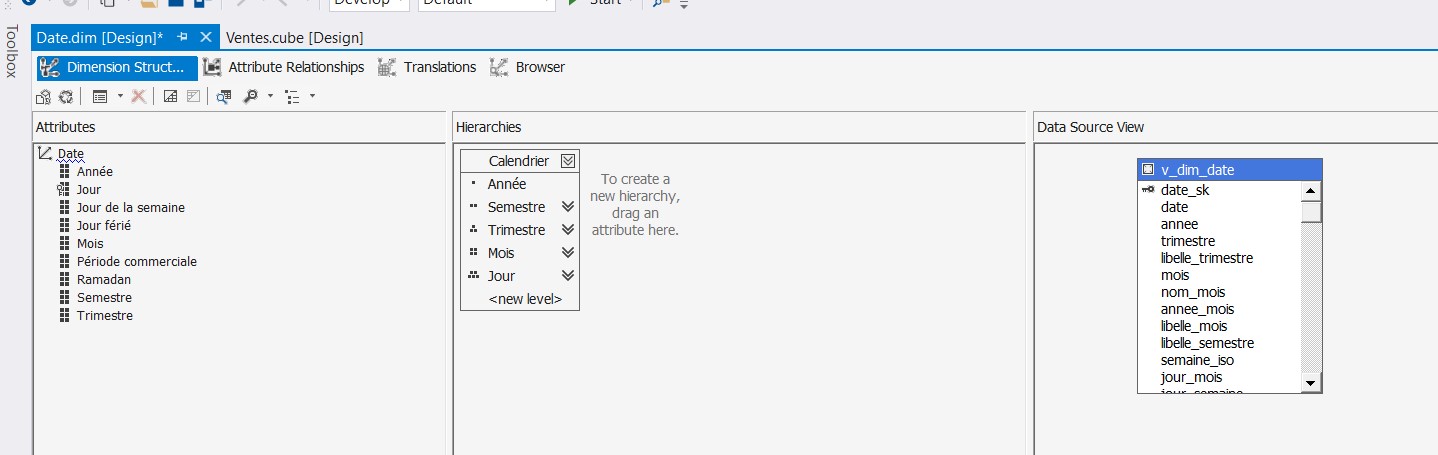 Develop
Default
Start
Toolbox
Date.dim [Design]*
Ventes.cube [Design]
Dimension Struct...
Attribute Relationships
Translations
Browser
Attributes
Date
Année
Jour
Jour de la semaine
Jour férié
Mois
Période commerciale
Ramadan
Semestre
Trimestre
Hierarchies
Calendrier
Année
Semestre
Trimestre
Mois
Jour
<new level>
To create a
new hierarchy,
drag an
attribute here.
Data Source View
v_dim_date
date_sk
date
annee
trimestre
libelle_trimestre
mois
nom_mois
annee_mois
libelle_mois
libelle_semestre
semaine_iso
jour_mois
jour_semaine